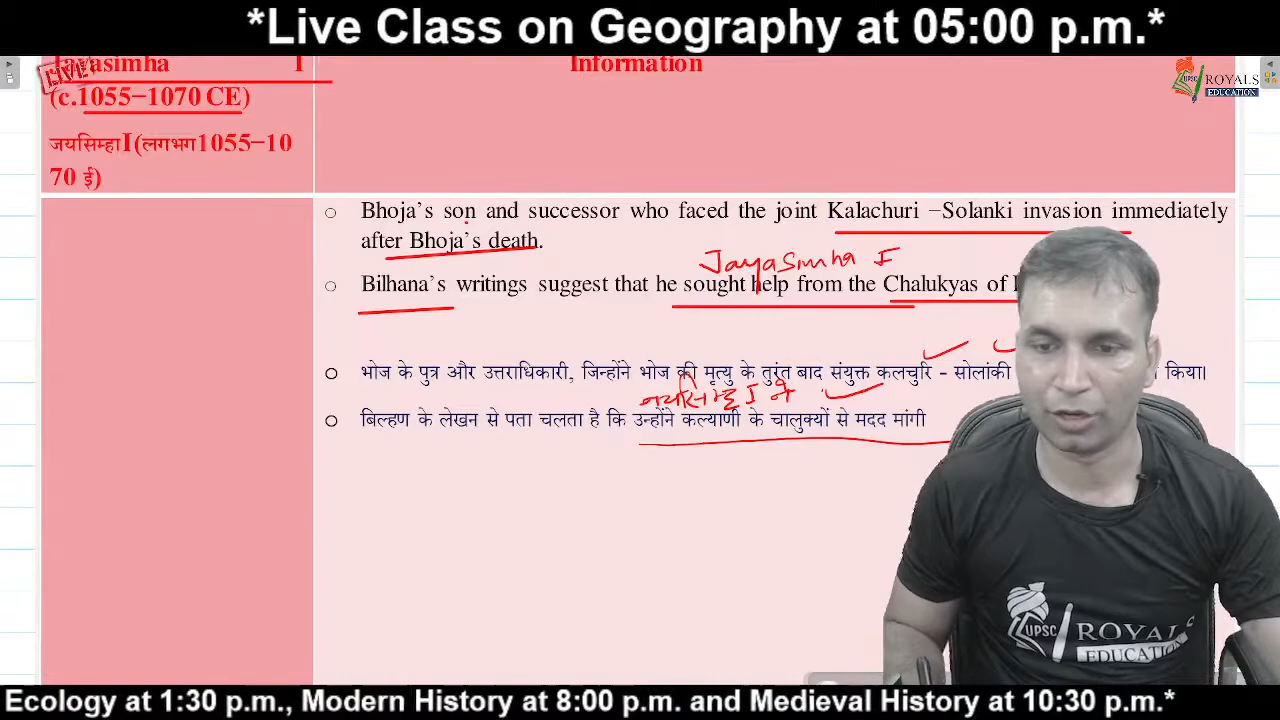 *Live Class on Geography at 05:00 p.m.*
Jayasimha I
Information
LIVE
UPSC ROYALS
EDUCATION
(c.1055–1070 CE)
जयसिम्हाI(लगभग1055–10
70 ई)
o Bhoja’s son and successor who faced the joint Kalachuri –Solanki invasion immediately
after Bhoja’s death.
Jayasimha I
o Bilhana’s writings suggest that he sought help from the Chalukyas of
o भोज के पुत्र और उत्तराधिकारी, जिन्होंने भोज की मृत्यु के तुरंत बाद संयुक्त कलचुरि - सोलांकी किया।
जयसिम्हा I ने
o बिल्हण के लेखन से पता चलता है कि उन्होंने कल्याणी के चालुक्यों से मदद मांगी
UPSC ROYALS
EDUCATION
Ecology at 1:30 p.m., Modern History at 8:00 p.m. and Medieval History at 10:30 p.m.*